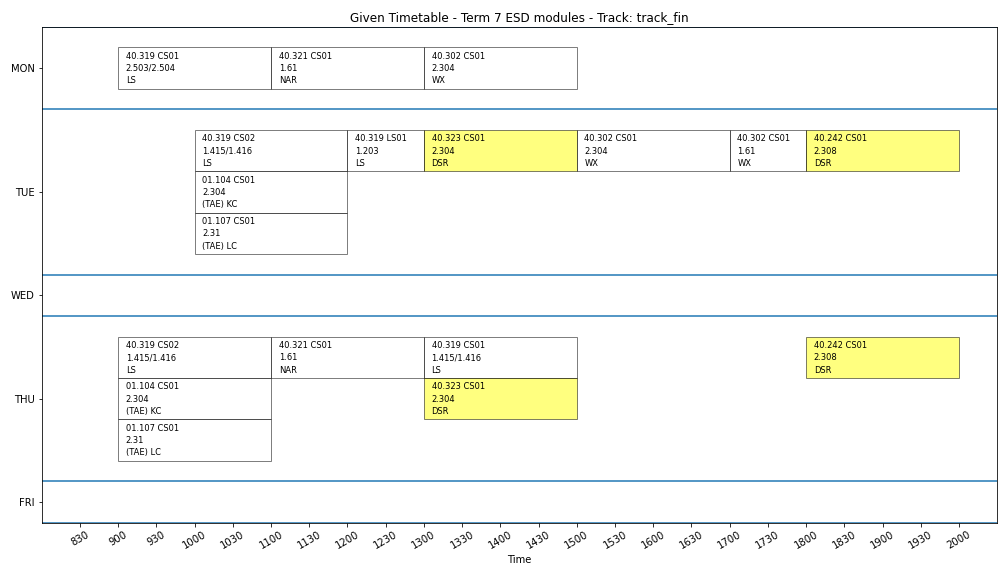 Given Timetable - Term 7 ESD modules - Track: track_fin
MON
40.319 CS01
2.503/2.504
LS
40.321 CS01
1.61
NAR
40.302 CS01
2.304
WX
TUE
40.319 CS02
1.415/1.416
LS
40.319 LS01
1.203
LS
40.323 CS01
2.304
DSR
40.302 CS01
2.304
WX
40.302 CS01
1.61
WX
40.242 CS01
2.308
DSR
01.104 CS01
2.304
(TAE) KC
01.107 CS01
2.31
(TAE) LC
WED
THU
40.319 CS02
1.415/1.416
LS
40.321 CS01
1.61
NAR
40.319 CS01
1.415/1.416
LS
40.242 CS01
2.308
DSR
01.104 CS01
2.304
(TAE) KC
40.323 CS01
2.304
DSR
01.107 CS01
2.31
(TAE) LC
FRI
830 900 930 1000 1030 1100 1130 1200 1230 1300 1330 1430 1500 1600 1630 1700 1730 1800 1830 1900 1930 2000
Time